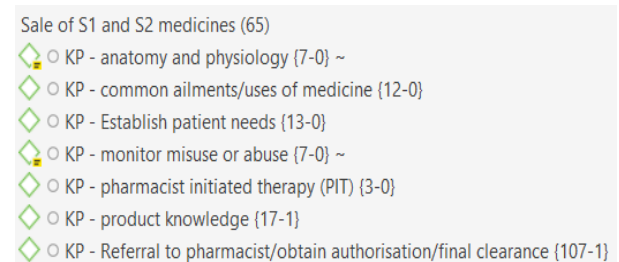 Sale of S1 and S2 medicines (65)
KP - anatomy and physiology {7-0} ~
KP - common ailments/uses of medicine {12-0}
KP - Establish patient needs {13-0}
KP - monitor misuse or abuse {7-0} ~
KP - pharmacist initiated therapy (PIT) {3-0}
KP - product knowledge {17-1}
KP - Referral to pharmacist/obtain authorisation/final clearance {107-1}